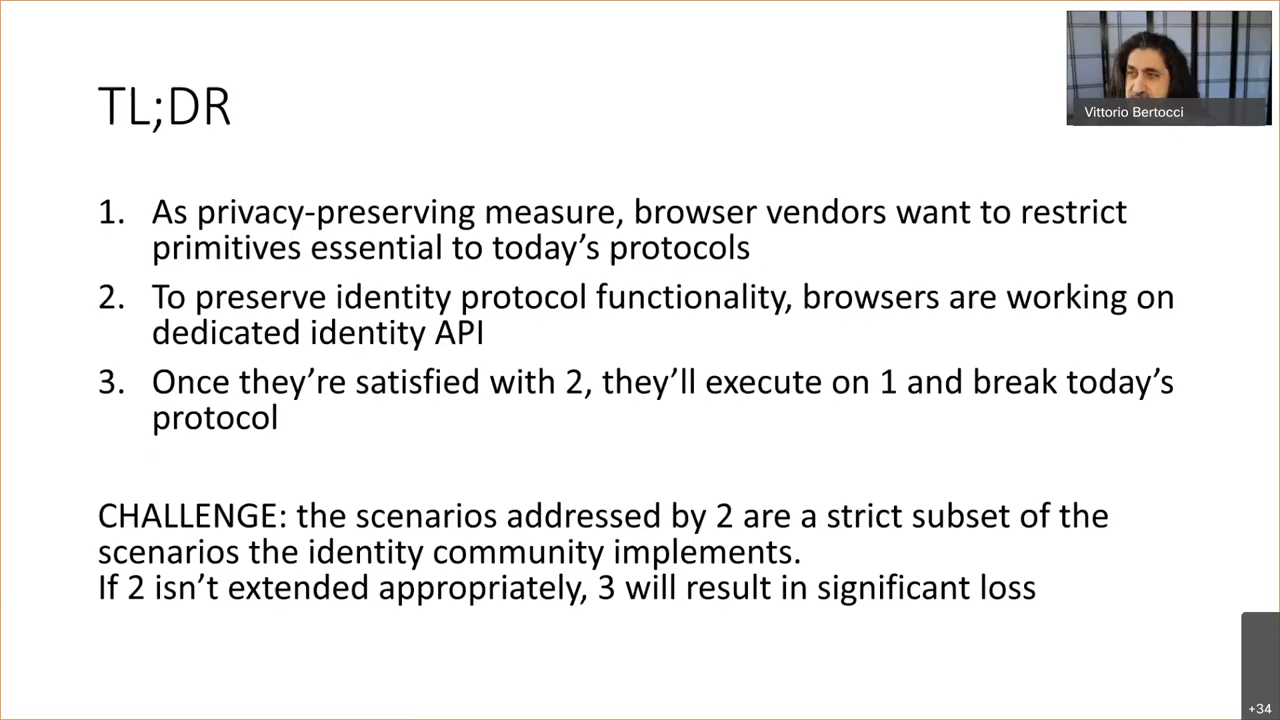 Vittorio Bertocci
TL;DR
1. As privacy-preserving measure, browser vendors want to restrict
primitives essential to today’s protocols
2. To preserve identity protocol functionality, browsers are working on
dedicated identity API
3. Once they’re satisfied with 2, they’ll execute on 1 and break today’s
protocol
CHALLENGE: the scenarios addressed by 2 are a strict subset of the
scenarios the identity community implements.
If 2 isn’t extended appropriately, 3 will result in significant loss
+34